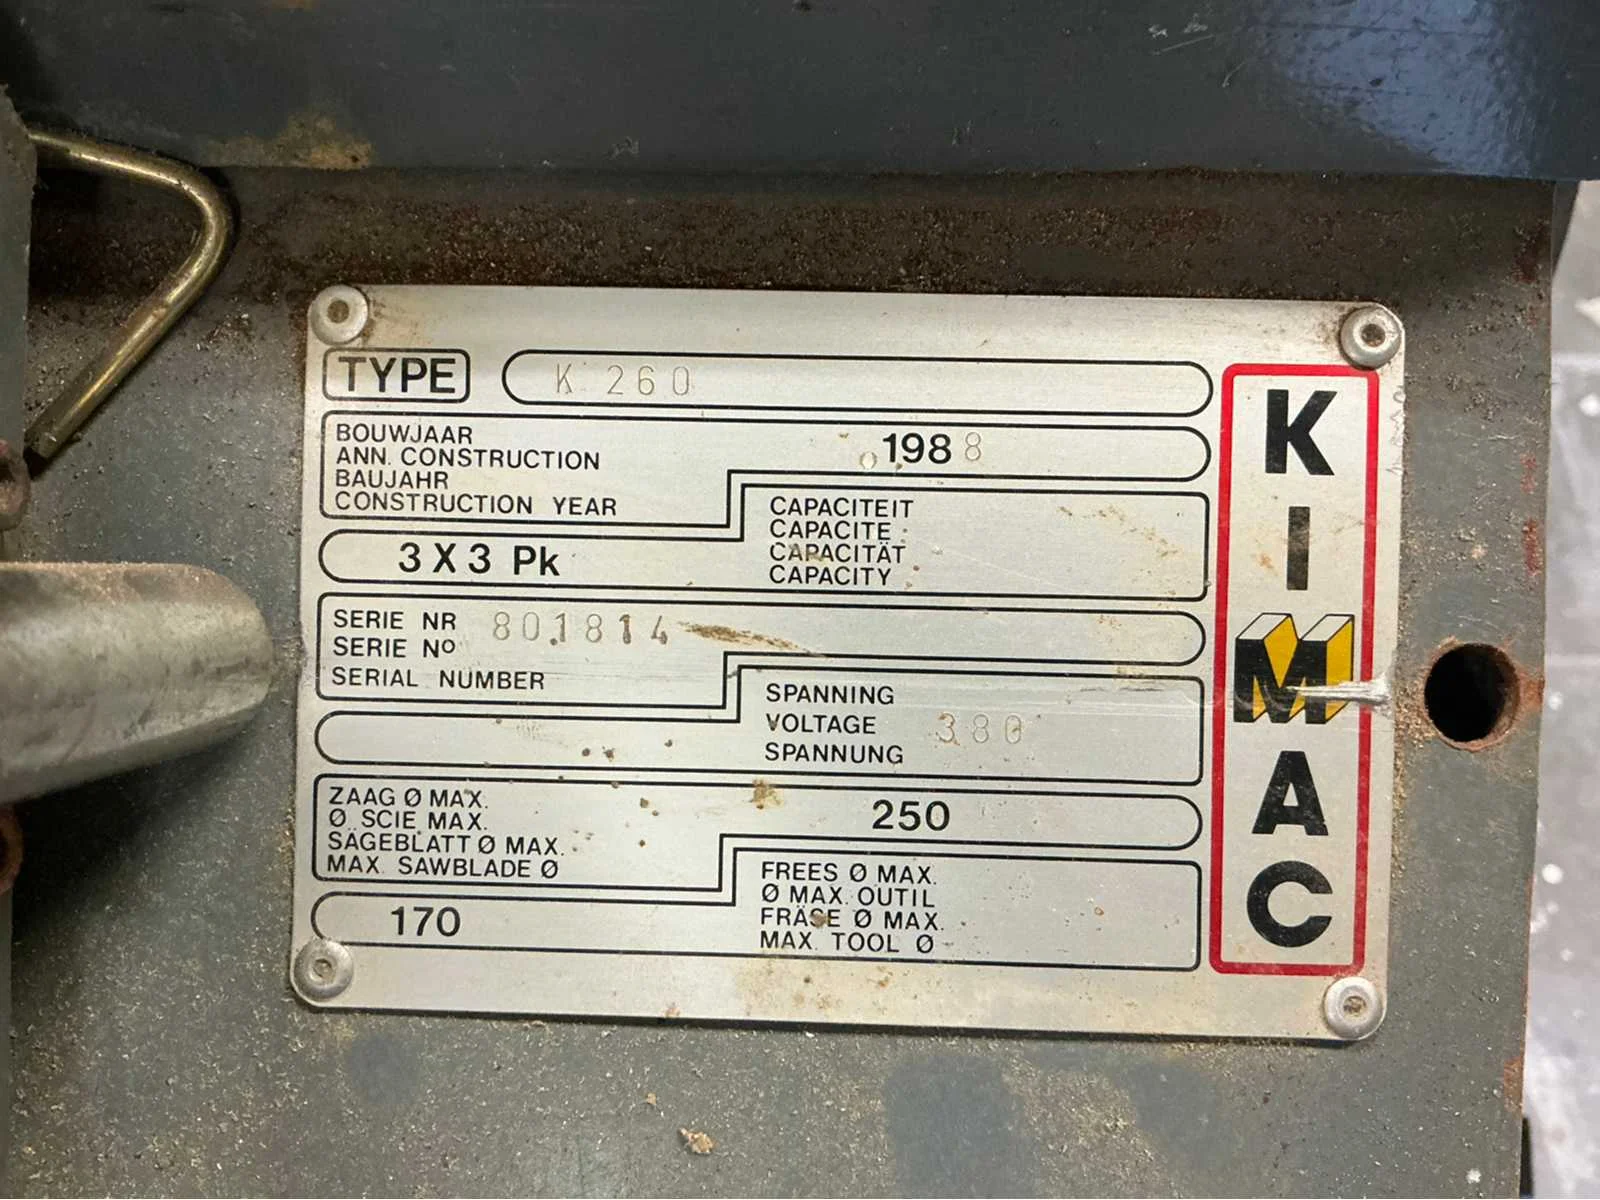 TYPE K 260
BOUWJAAR
ANN. CONSTRUCTION
BAUJAHR
CONSTRUCTION YEAR
1988
CAPACITEIT
CAPACITE
CAPACITÄT
CAPACITY
3 X 3 Pk
SERIE NR
SERIE Nº
SERIAL NUMBER
801814
SPANNING
VOLTAGE
SPANNUNG
380
ZAAG Ø MAX.
Ø SCIE MAX.
SÄGEBLATT Ø MAX.
MAX. SAWBLADE Ø
250
FREES Ø MAX.
Ø MAX. OUTIL
FRÄSE Ø MAX.
MAX. TOOL Ø
170
KIMAC